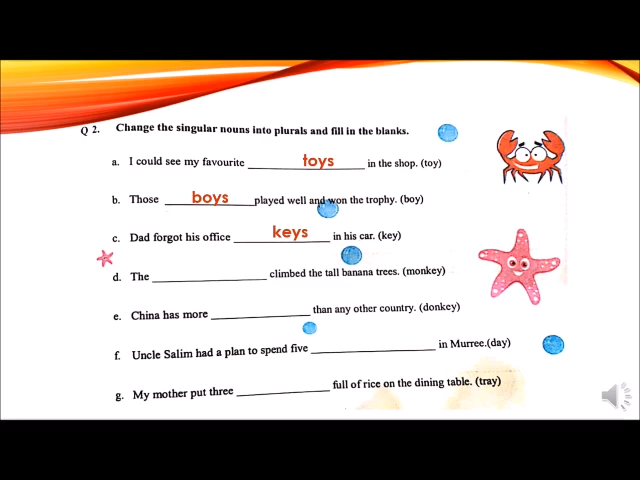 Q 2. Change the singular nouns into plurals and fill in the blanks.
a. I could see my favourite toys in the shop. (toy)
b. Those boys played well and won the trophy. (boy)
c. Dad forgot his office keys in his car. (key)
d. The ____________ climbed the tall banana trees. (monkey)
e. China has more ____________ than any other country. (donkey)
f. Uncle Salim had a plan to spend five ____________ in Murree.(day)
g. My mother put three ____________ full of rice on the dining table. (tray)